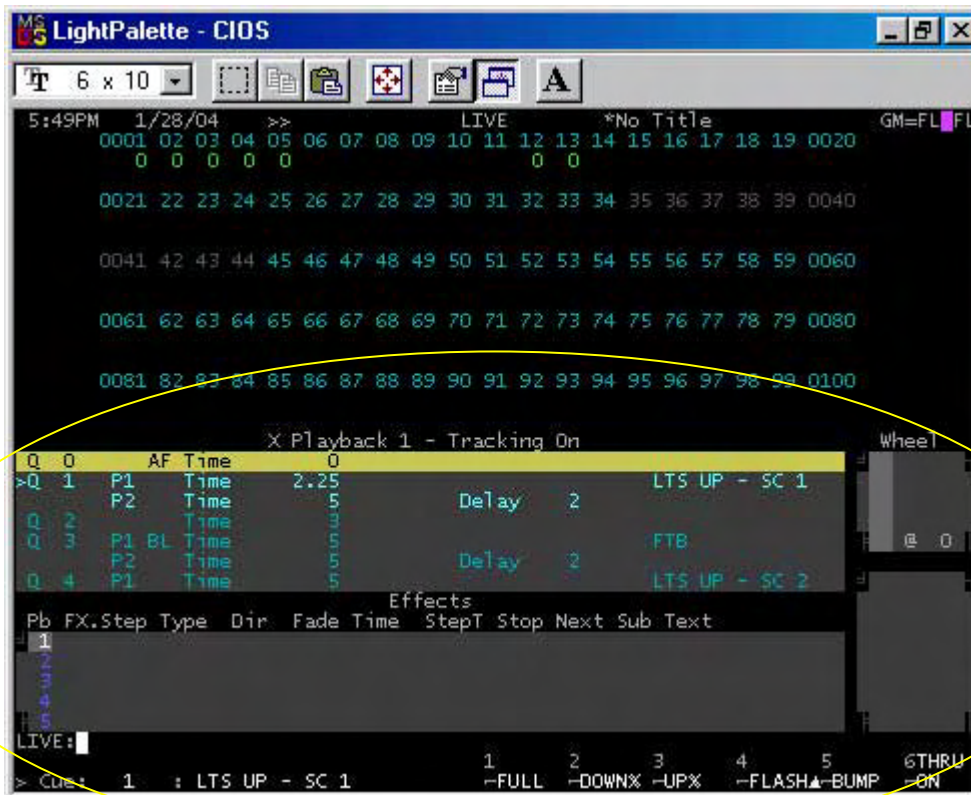 LightPalette - CIOS
6 x 10
A
5:49PM 1/28/04 >> LIVE *No Title GM=FL FL
0001 02 03 04 05 06 07 08 09 10 11 12 13 14 15 16 17 18 19 0020
0 0 0 0 0 0 0
0021 22 23 24 25 26 27 28 29 30 31 32 33 34 35 36 37 38 39 0040
0041 42 43 44 45 46 47 48 49 50 51 52 53 54 55 56 57 58 59 0060
0061 62 63 64 65 66 67 68 69 70 71 72 73 74 75 76 77 78 79 0080
0081 82 83 84 85 86 87 88 89 90 91 92 93 94 95 96 97 98 99 0100
X Playback 1 - Tracking On Wheel
Q 0 AF Time 0
>Q 1 P1 Time 2.25 LTS UP - SC 1
P2 Time 5 Delay 2
Q 2 Time 3
Q 3 P1 BL Time 5 FTB @ 0
P2 Time 5 Delay 2
Q 4 P1 Time 5 LTS UP - SC 2
Effects
Pb FX.Step Type Dir Fade Time StepT Stop Next Sub Text
1
2
3
4
5
LIVE:
1 2 3 4 5 6THRU
> Cue: 1 : LTS UP - SC 1 FULL DOWN% UP% FLASH▲ BUMP ON